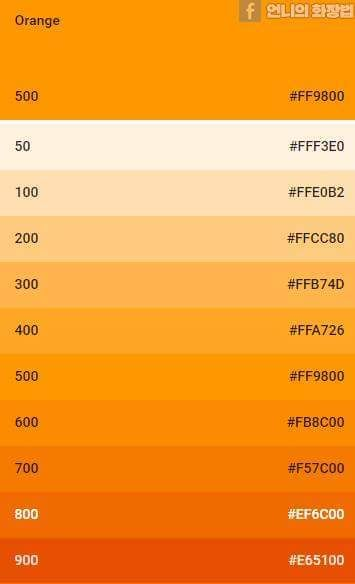 Orange
f 언니의 화장법
500 #FF9800
50 #FFF3E0
100 #FFE0B2
200 #FFCC80
300 #FFB74D
400 #FFA726
500 #FF9800
600 #FB8C00
700 #F57C00
800 #EF6C00
900 #E65100